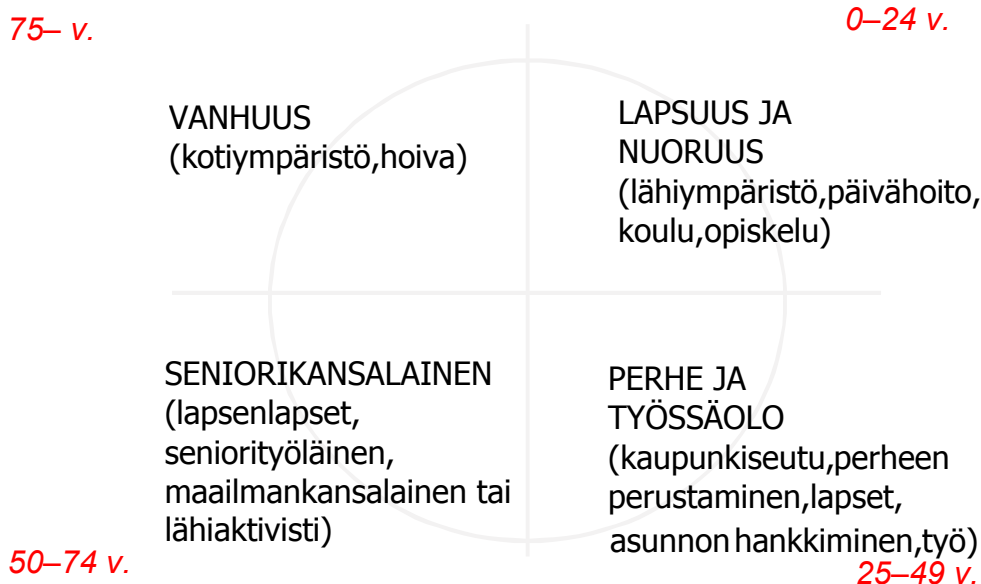 75– v.
0–24 v.
VANHUUS
(kotiympäristö,hoiva)
LAPSUUS JA
NUORUUS
(lähiympäristö,päivähoito,
koulu,opiskelu)
SENIORIKANSALAINEN
(lapsenlapset,
seniorityöläinen,
maailmankansalainen tai
lähiaktivisti)
PERHE JA
TYÖSSÄOLO
(kaupunkiseutu,perheen
perustaminen,lapset,
asunnon hankkiminen,työ)
50–74 v.
25–49 v.